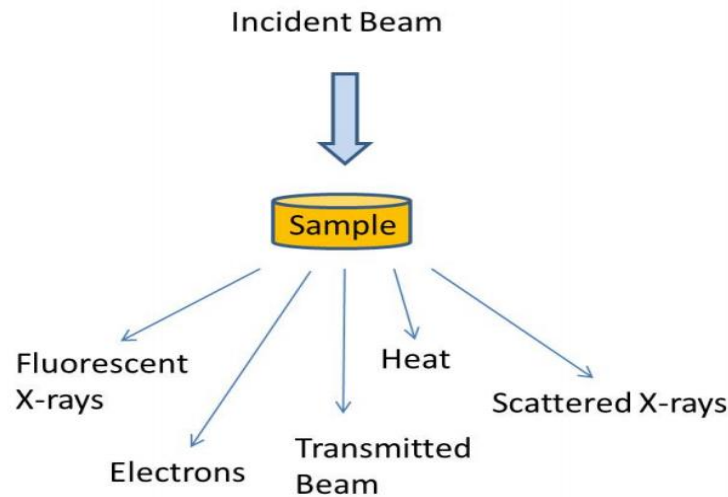 Incident Beam
Sample
Fluorescent
X-rays
Heat
Scattered X-rays
Electrons
Transmitted
Beam